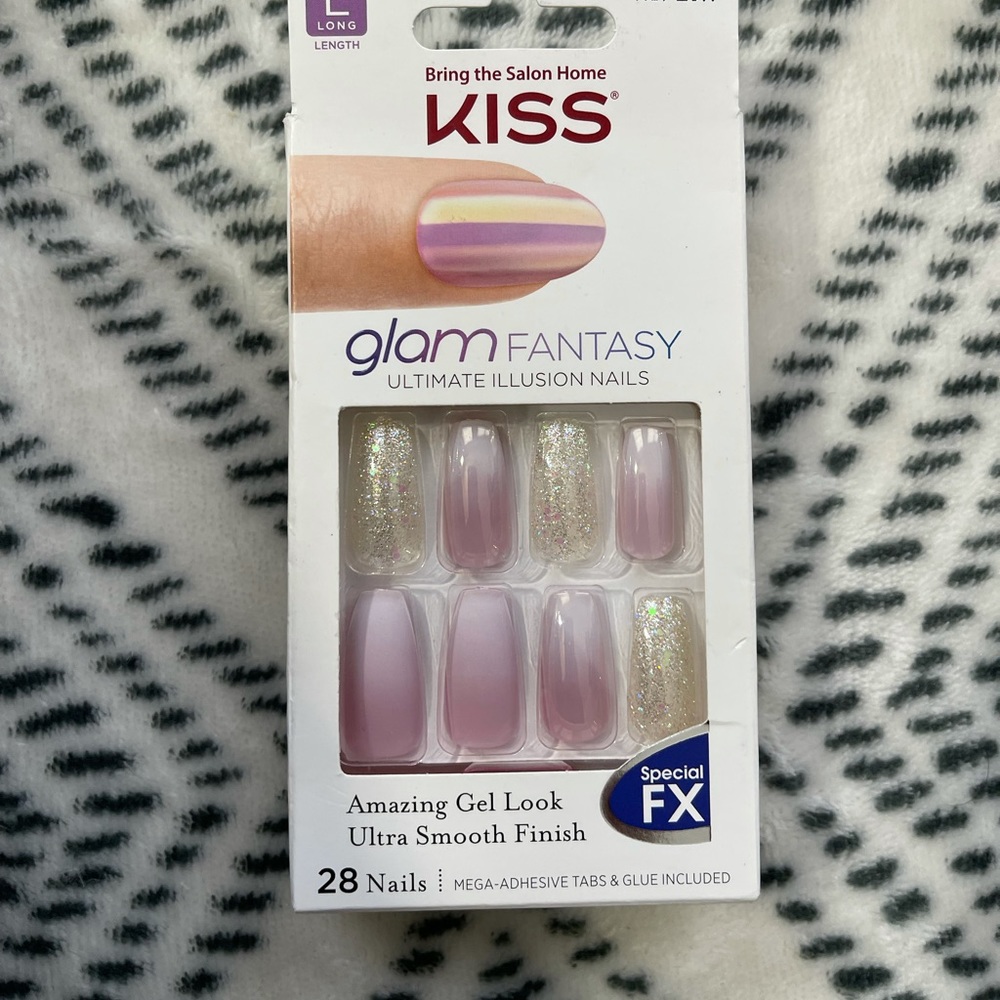 LONG
LENGTH
Bring the Salon Home
KISS®
glam FANTASY
ULTIMATE ILLUSION NAILS
Special
FX
Amazing Gel Look
Ultra Smooth Finish
28 Nails
MEGA-ADHESIVE TABS & GLUE INCLUDED